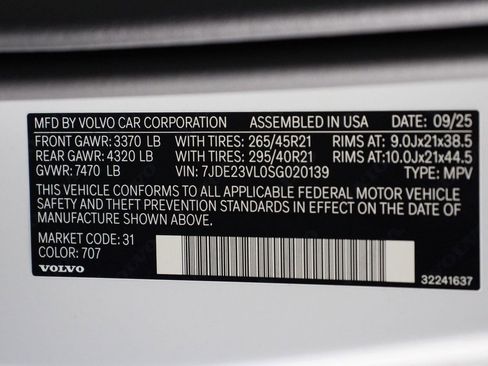 MFD BY VOLVO CAR CORPORATION ASSEMBLED IN USA DATE: 09/25
FRONT GAWR: 3370 LB WITH TIRES: 265/45R21 RIMS AT: 9.0Jx21x38.5
REAR GAWR: 4320 LB WITH TIRES: 295/40R21 RIMS AT:10.0Jx21x44.5
GVWR: 7470 LB VIN: 7JDE23VL0SG020139 TYPE: MPV
THIS VEHICLE CONFORMS TO ALL APPLICABLE FEDERAL MOTOR VEHICLE
SAFETY AND THEFT PREVENTION STANDARDS IN EFFECT ON THE DATE OF
MANUFACTURE SHOWN ABOVE.
MARKET CODE: 31
COLOR: 707
VOLVO
32241637